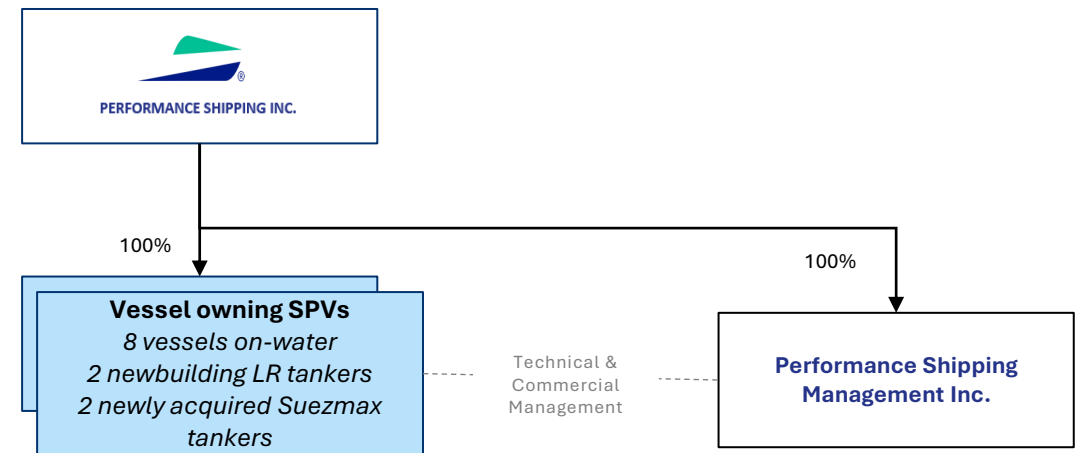 ®
PERFORMANCE SHIPPING INC.
100%
100%
Vessel owning SPVs
8 vessels on-water
2 newbuilding LR tankers
2 newly acquired Suezmax
tankers
Technical &
Commercial
Management
Performance Shipping
Management Inc.